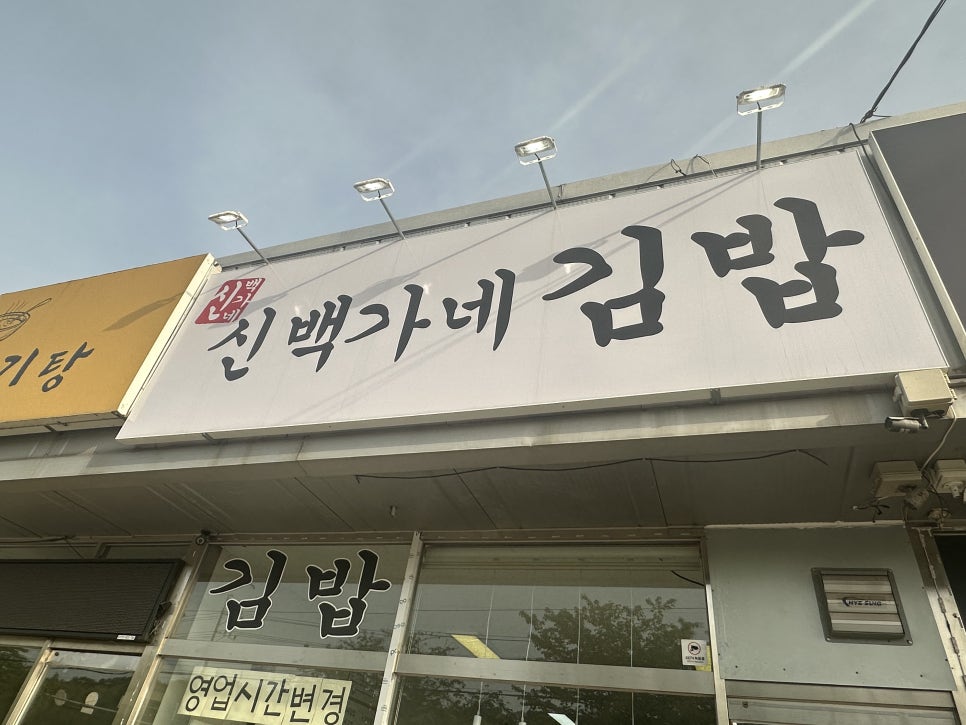 신백가네
신 백가네 김밥
기탕
김밥
영업시간변경